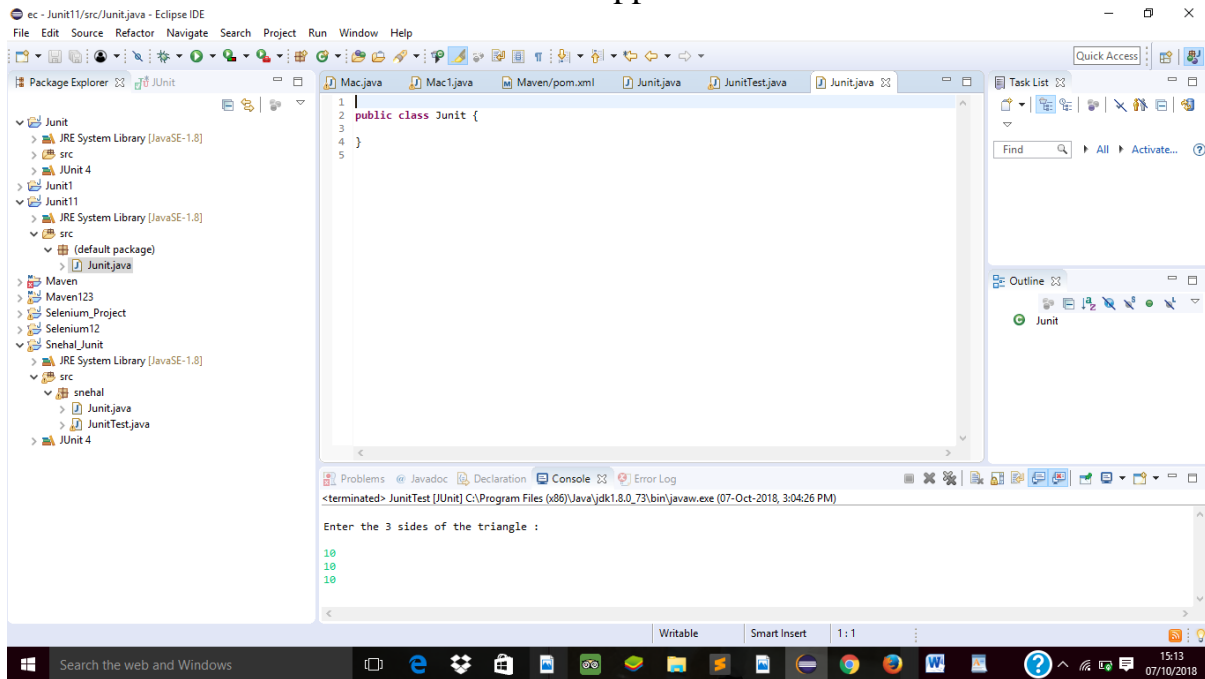 ec - Junit11/src/Junit.java - Eclipse IDE
File Edit Source Refactor Navigate Search Project Run Window Help
Quick Access
Package Explorer JUnit
Junit
JRE System Library [JavaSE-1.8]
src
JUnit 4
Junit1
Junit11
JRE System Library [JavaSE-1.8]
src
(default package)
Junit.java
Maven
Maven123
Selenium_Project
Selenium12
Snehal_Junit
JRE System Library [JavaSE-1.8]
src
snehal
Junit.java
JunitTest.java
JUnit 4
Mac.java Mac1.java Maven/pom.xml Junit.java JunitTest.java Junit.java
1
2 public class Junit {
3
4 }
5
Task List
Find All Activate...
Outline
Junit
Problems Javadoc Declaration Console Error Log
<terminated> JunitTest [JUnit] C:\Program Files (x86)\Java\jdk1.8.0_73\bin\javaw.exe (07-Oct-2018, 3:04:26 PM)
Enter the 3 sides of the triangle :
10
10
10
Writable Smart Insert 1 : 1
Search the web and Windows
15:13
07/10/2018